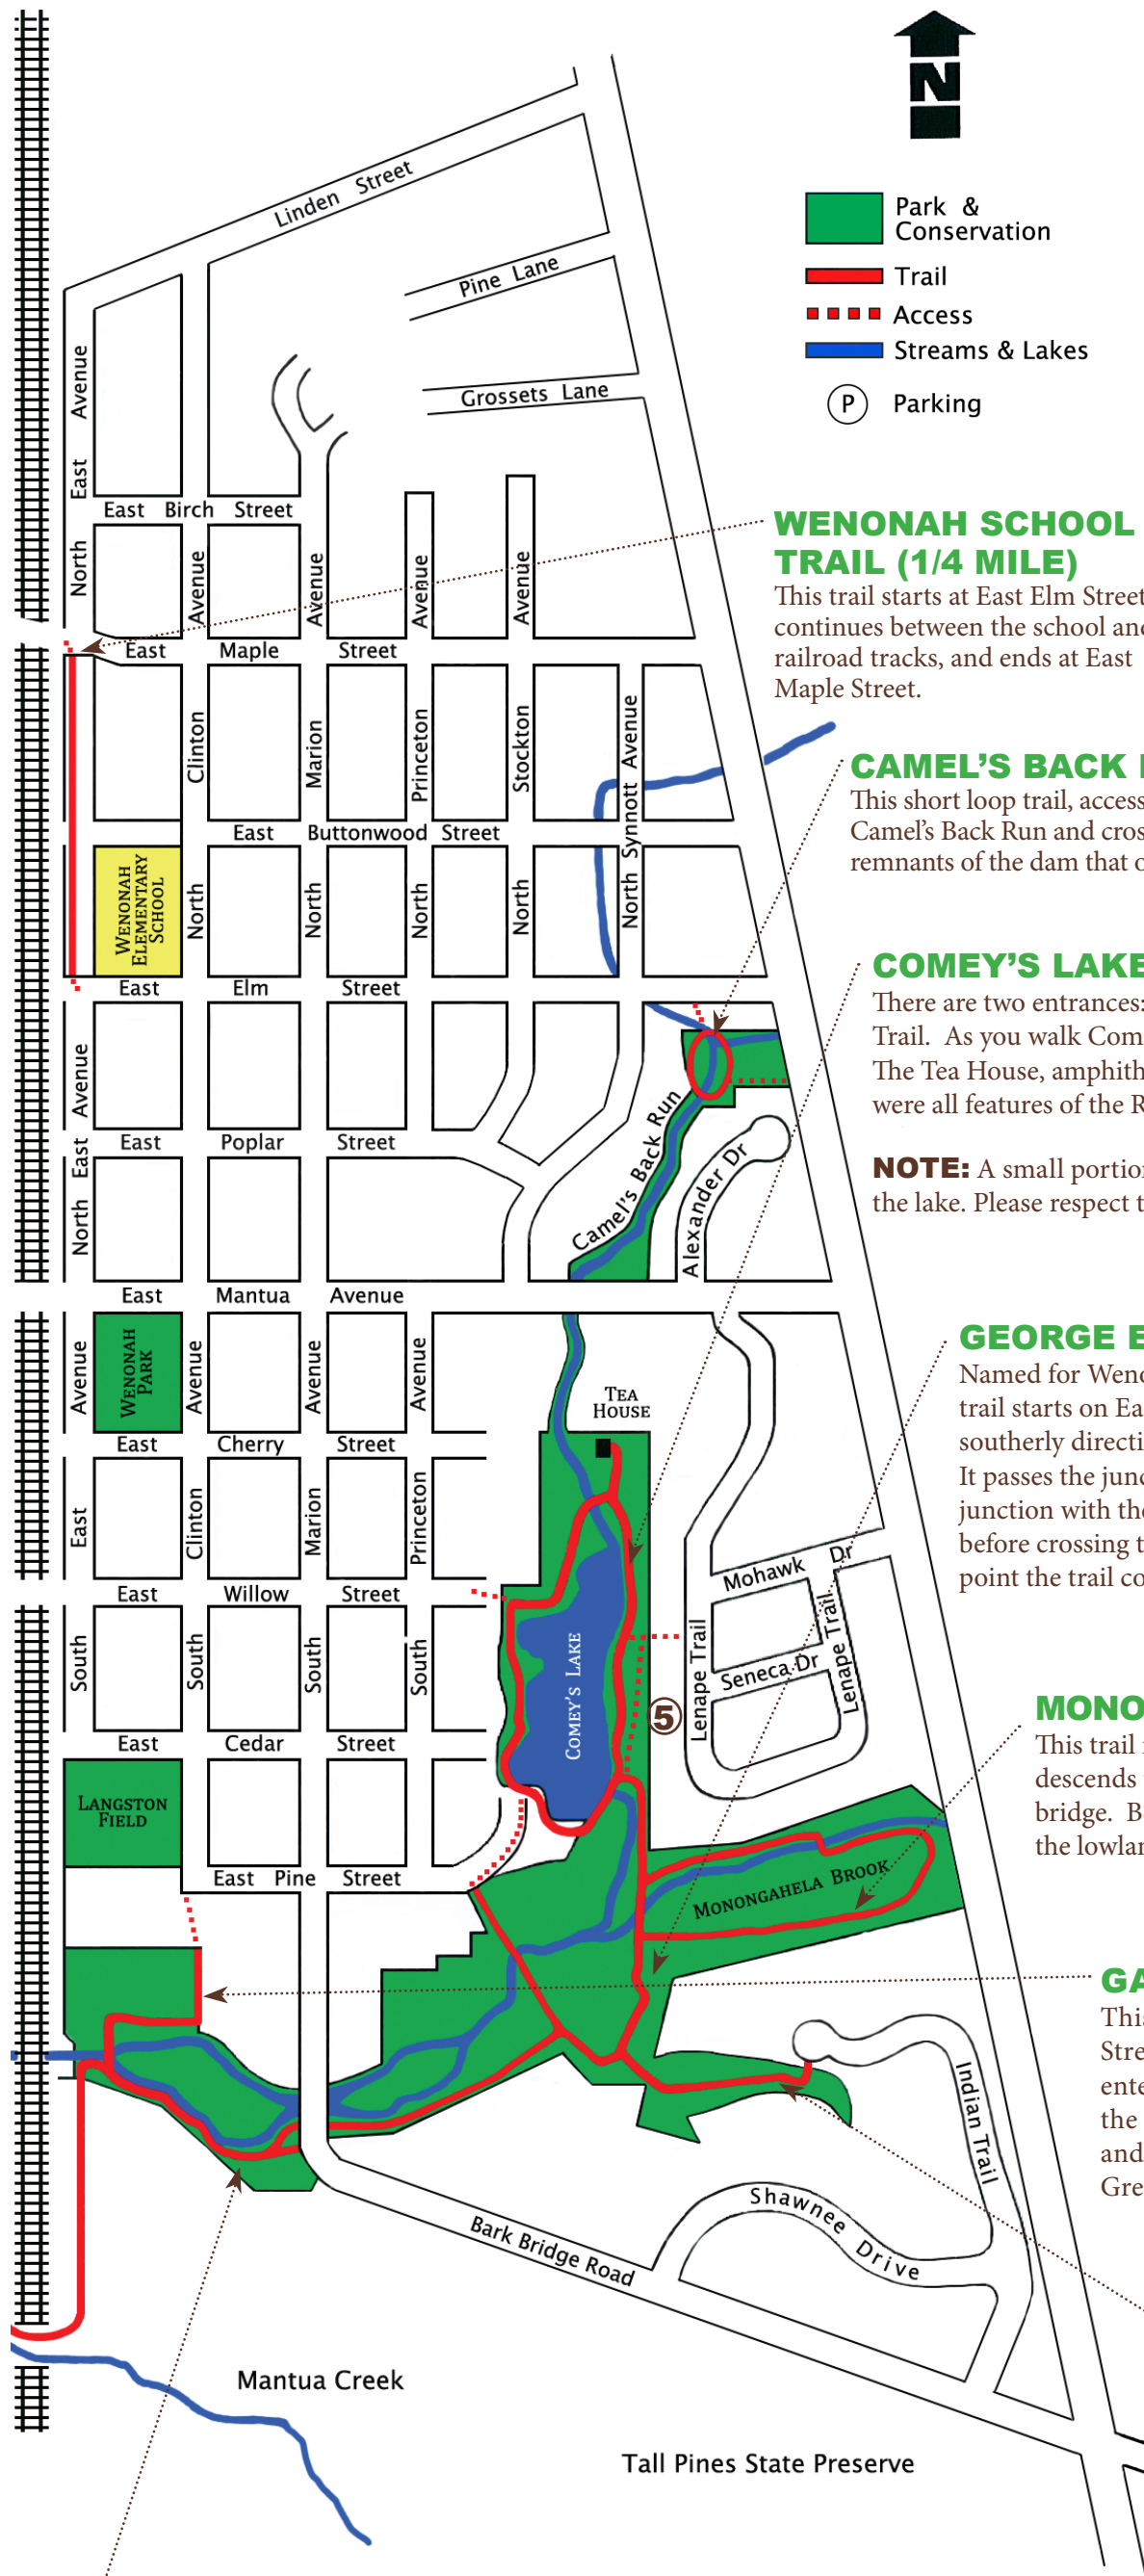 N
Park &
Conservation
Trail
Access
Streams & Lakes
P Parking
Linden Street
Pine Lane
Grossets Lane
North East Avenue
East Birch Street
Avenue
Avenue
Avenue
Avenue
WENONAH SCHOOL
TRAIL (1/4 MILE)
This trail starts at East Elm Street
continues between the school and
railroad tracks, and ends at East
Maple Street.
East Maple Street
Clinton
Marion
Princeton
Stockton
North Synnott Avenue
CAMEL'S BACK
This short loop trail, access
Camel's Back Run and cros
remnants of the dam that o
East Buttonwood Street
WENONAH
ELEMENTARY
SCHOOL
North
North
North
North
East Elm Street
COMEY'S LAKE
There are two entrances:
Trail. As you walk Com
The Tea House, amphith
were all features of the R
NOTE: A small portion
the lake. Please respect t
North East Avenue
East Poplar Street
Camel's Back Run
Alexander Dr
East Mantua Avenue
WENONAH
PARK
Avenue
Avenue
Avenue
Avenue
TEA
HOUSE
GEORGE E
Named for Weno
trail starts on Eas
southerly directi
It passes the junc
junction with the
before crossing t
point the trail co
East Cherry Street
East
Clinton
Marion
Princeton
Mohawk Dr
East Willow Street
South
South
South
South
COMEY'S LAKE
5
Lenape Trail
Seneca Dr
Lenape Trail
East Cedar Street
MONO
This trail
descends
bridge. B
the lowlan
LANGSTON
FIELD
East Pine Street
MONONGAHELA BROOK
GA
This
Stre
ente
the
and
Gre
Indian Trail
Shawnee Drive
Bark Bridge Road
Mantua Creek
Tall Pines State Preserve